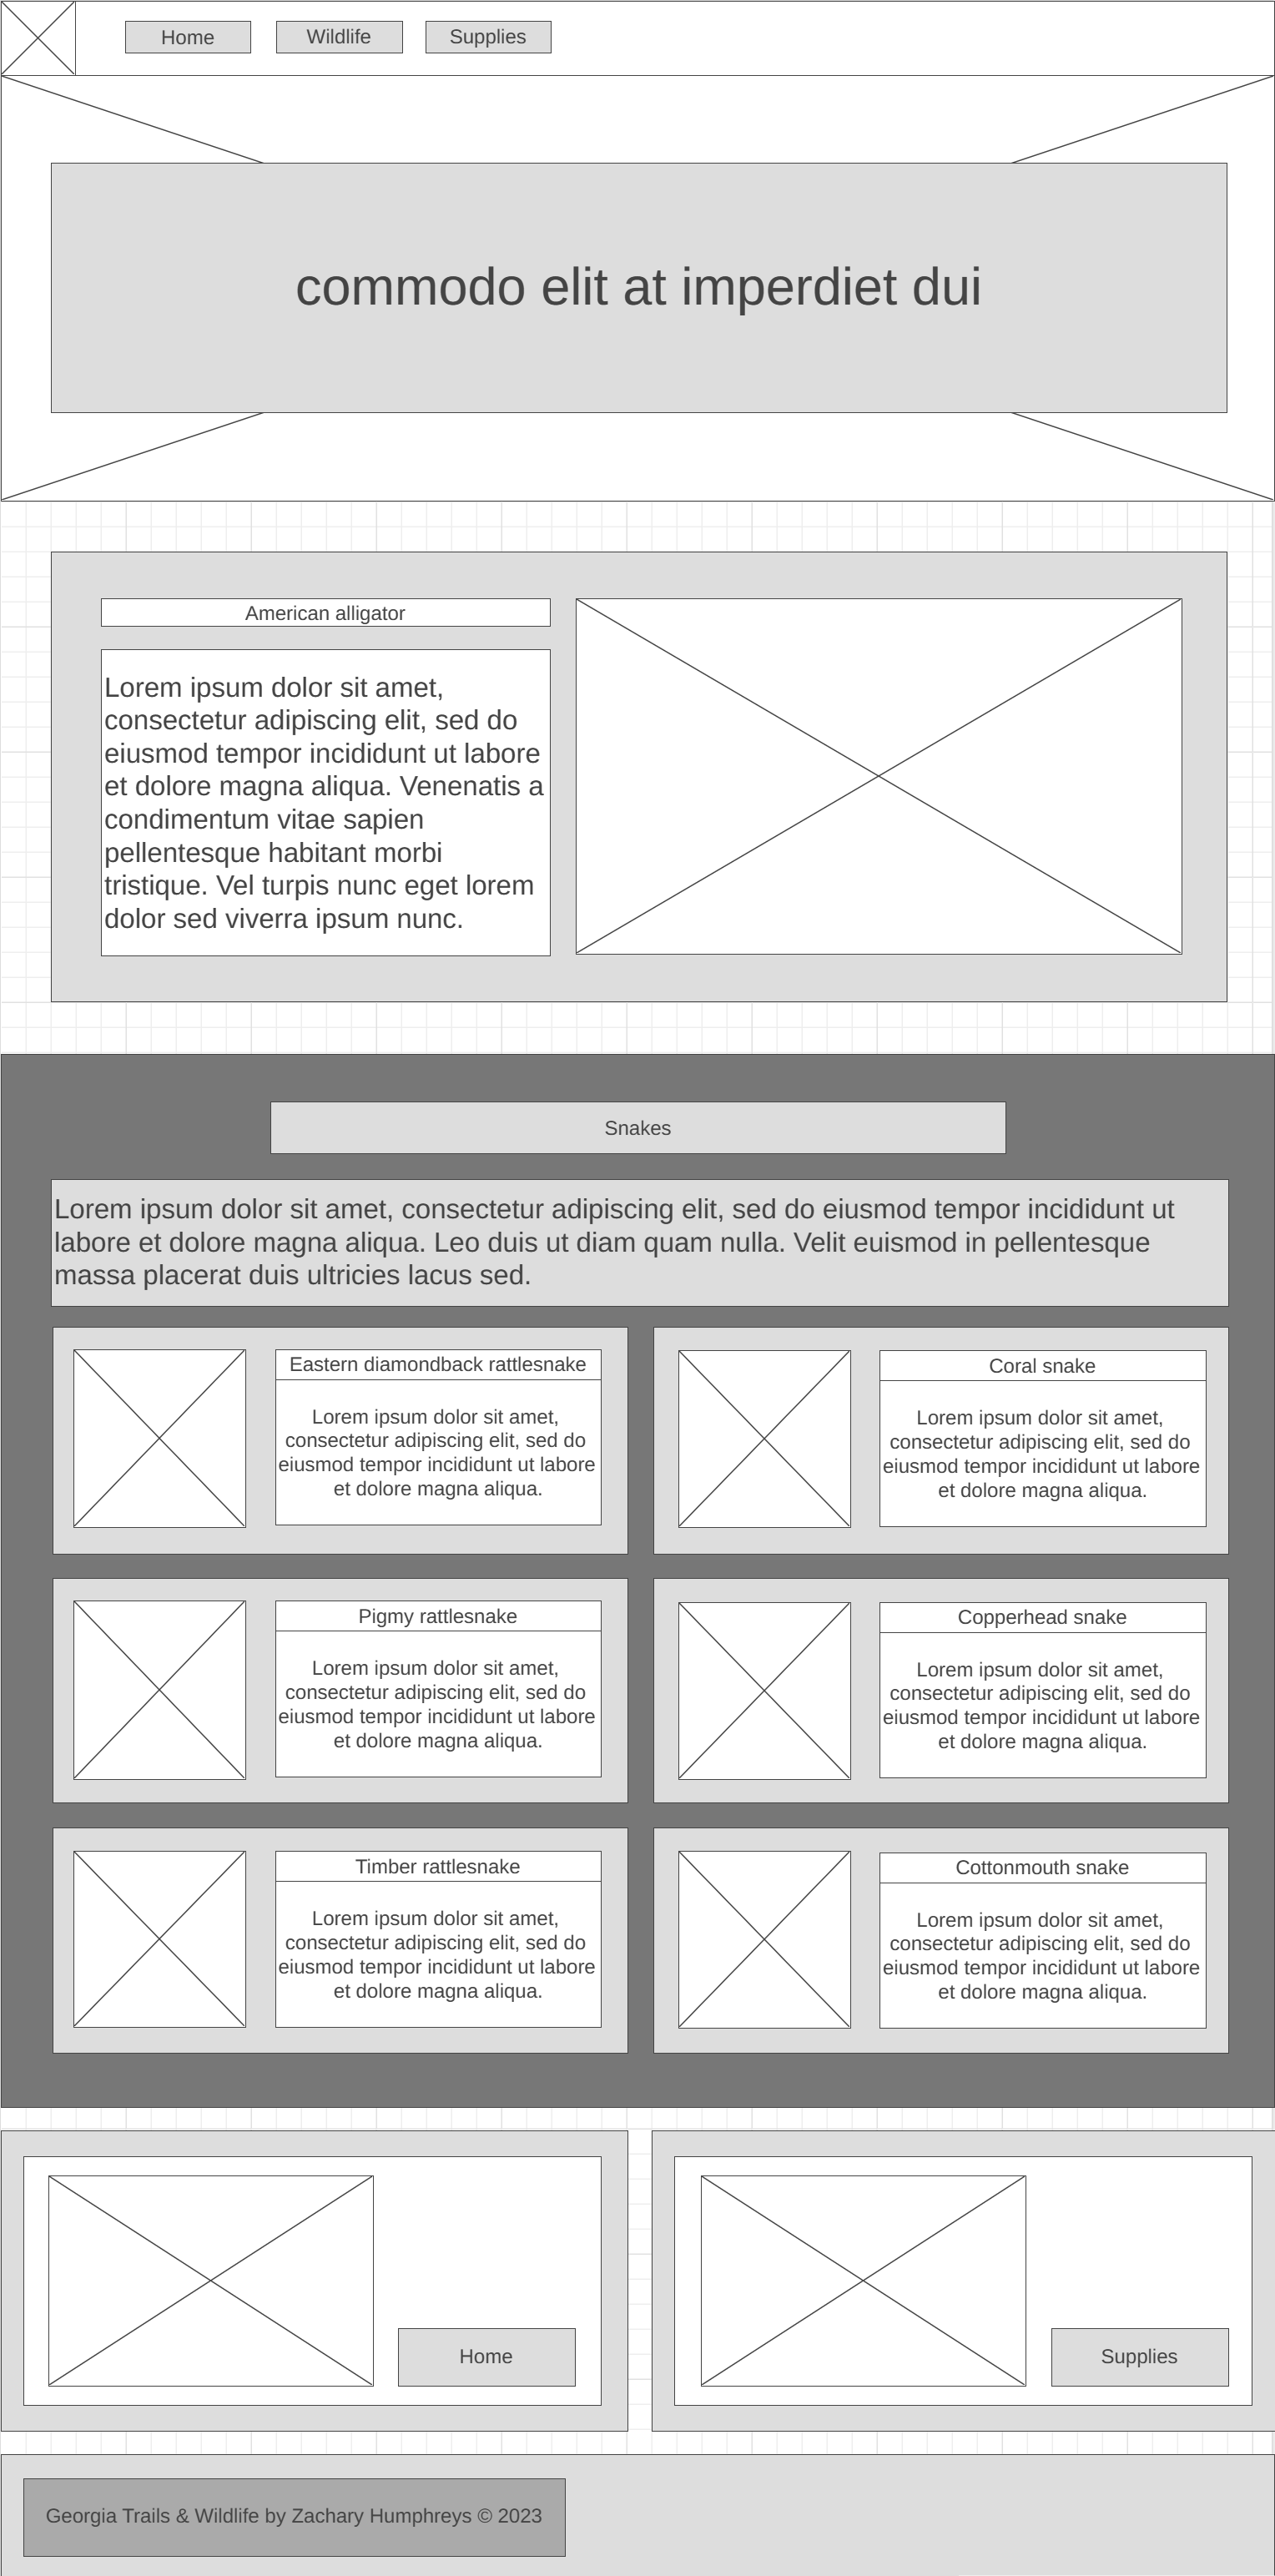 Home
Wildlife
Supplies
commodo elit at imperdiet dui
American alligator
Lorem ipsum dolor sit amet,
consectetur adipiscing elit, sed do
eiusmod tempor incididunt ut labore
et dolore magna aliqua. Venenatis a
condimentum vitae sapien
pellentesque habitant morbi
tristique. Vel turpis nunc eget lorem
dolor sed viverra ipsum nunc.
Snakes
Lorem ipsum dolor sit amet, consectetur adipiscing elit, sed do eiusmod tempor incididunt ut
labore et dolore magna aliqua. Leo duis ut diam quam nulla. Velit euismod in pellentesque
massa placerat duis ultricies lacus sed.
Eastern diamondback rattlesnake
Lorem ipsum dolor sit amet,
consectetur adipiscing elit, sed do
eiusmod tempor incididunt ut labore
et dolore magna aliqua.
Coral snake
Lorem ipsum dolor sit amet,
consectetur adipiscing elit, sed do
eiusmod tempor incididunt ut labore
et dolore magna aliqua.
Pigmy rattlesnake
Lorem ipsum dolor sit amet,
consectetur adipiscing elit, sed do
eiusmod tempor incididunt ut labore
et dolore magna aliqua.
Copperhead snake
Lorem ipsum dolor sit amet,
consectetur adipiscing elit, sed do
eiusmod tempor incididunt ut labore
et dolore magna aliqua.
Timber rattlesnake
Lorem ipsum dolor sit amet,
consectetur adipiscing elit, sed do
eiusmod tempor incididunt ut labore
et dolore magna aliqua.
Cottonmouth snake
Lorem ipsum dolor sit amet,
consectetur adipiscing elit, sed do
eiusmod tempor incididunt ut labore
et dolore magna aliqua.
Home
Supplies
Georgia Trails & Wildlife by Zachary Humphreys © 2023